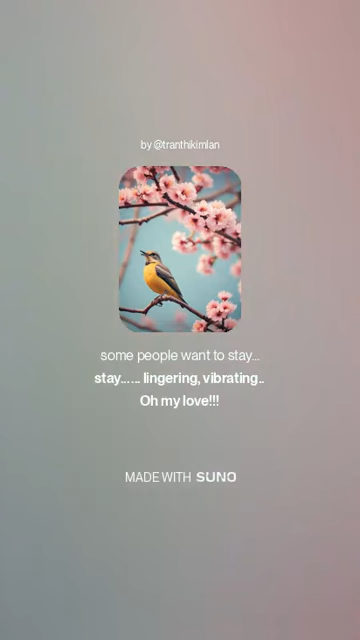 by @tranthikimlan
some people want to stay...
stay...... lingering, vibrating..
Oh my love!!!
MADE WITH SUNO